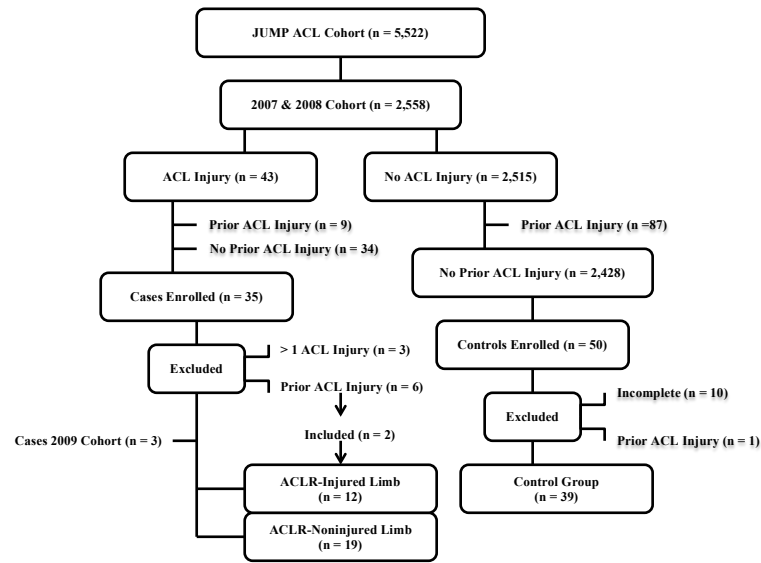 JUMP ACL Cohort (n = 5,522)
2007 & 2008 Cohort (n = 2,558)
ACL Injury (n = 43)
No ACL Injury (n = 2,515)
Prior ACL Injury (n = 9)
No Prior ACL Injury (n = 34)
Prior ACL Injury (n =87)
No Prior ACL Injury (n = 2,428)
Cases Enrolled (n = 35)
Controls Enrolled (n = 50)
Excluded
> 1 ACL Injury (n = 3)
Prior ACL Injury (n = 6)
Included (n = 2)
Cases 2009 Cohort (n = 3)
Excluded
Incomplete (n = 10)
Prior ACL Injury (n = 1)
ACLR-Injured Limb
(n = 12)
ACLR-Noninjured Limb
(n = 19)
Control Group
(n = 39)